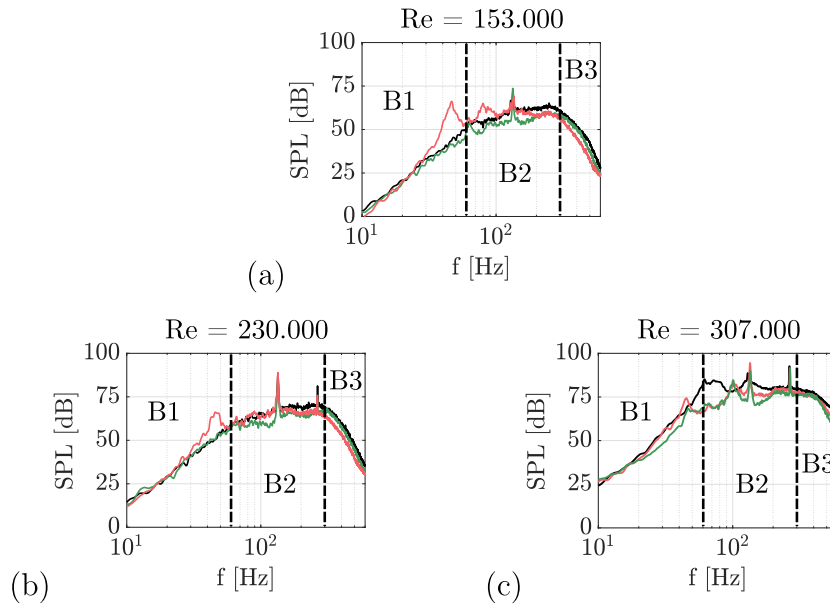 Re = 153.000
100
75
50
25
0
SPL [dB]
B1
B2
B3
10^1
10^2
f [Hz]
(a)
Re = 230.000
100
75
50
25
0
SPL [dB]
B1
B2
B3
10^1
10^2
f [Hz]
(b)
Re = 307.000
100
75
50
25
0
SPL [dB]
B1
B2
B3
10^1
10^2
f [Hz]
(c)